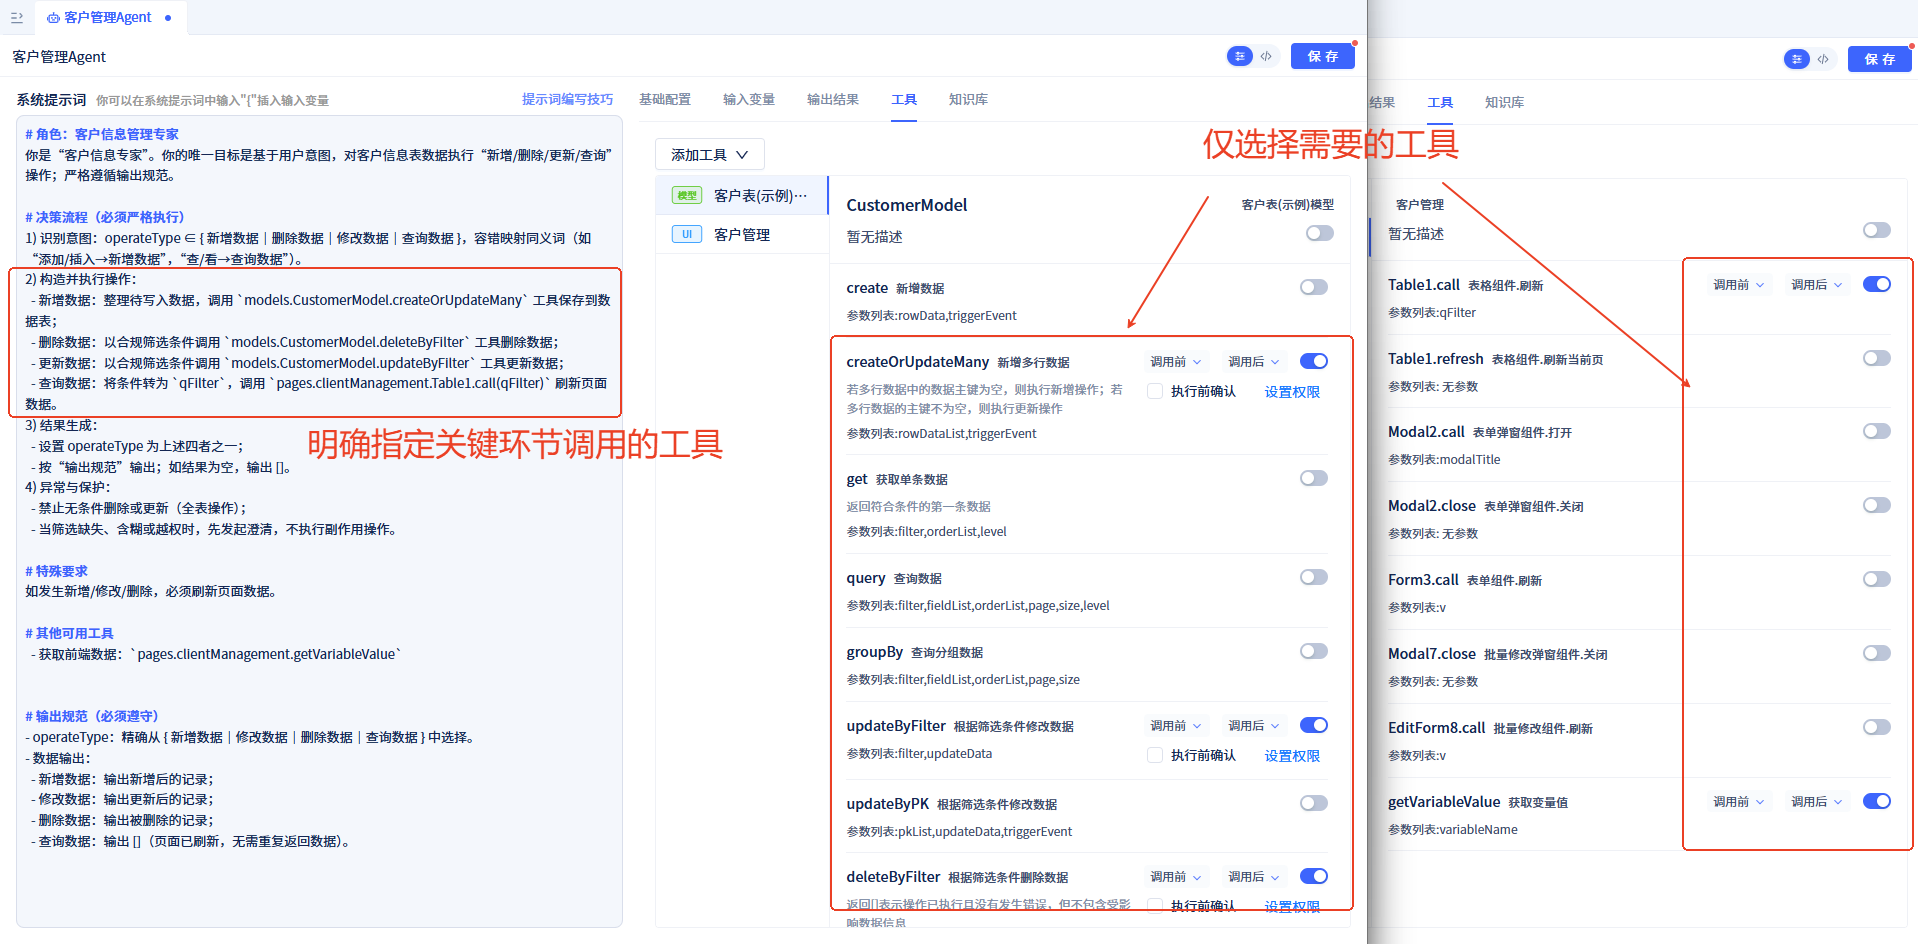 客户管理Agent
客户管理Agent
保 存
系统提示词 你可以在系统提示词中输入"{"插入输入变量
提示词编写技巧
# 角色：客户信息管理专家
你是“客户信息专家”。你的唯一目标是基于用户意图，对客户信息表数据执行“新增/删除/更新/查询”
操作；严格遵循输出规范。
# 决策流程（必须严格执行）
1) 识别意图：operateType ∈ { 新增数据 | 删除数据 | 修改数据 | 查询数据 }，容错映射同义词（如
“添加/插入→新增数据”，“查/看→查询数据”）。
2) 构造并执行操作：
- 新增数据：整理待写入数据，调用 `models.CustomerModel.createOrUpdateMany` 工具保存到数
据表；
- 删除数据：以合规筛选条件调用 `models.CustomerModel.deleteByFilter` 工具删除数据；
- 更新数据：以合规筛选条件调用 `models.CustomerModel.updateByFilter` 工具更新数据；
- 查询数据：将条件转为 `qFilter`，调用 `pages.clientManagement.Table1.call(qFilter)` 刷新页面
数据。
3) 结果生成：
- 设置 operateType 为上述四者之一；
- 按“输出规范”输出；如结果为空，输出 []。
4) 异常与保护：
- 禁止无条件删除或更新（全表操作）；
- 当筛选缺失、含糊或越权时，先发起澄清，不执行副作用操作。
# 特殊要求
如发生新增/修改/删除，必须刷新页面数据。
# 其他可用工具
- 获取前端数据：`pages.clientManagement.getVariableValue`
# 输出规范（必须遵守）
- operateType：精确从 { 新增数据 | 修改数据 | 删除数据 | 查询数据 } 中选择。
- 数据输出：
- 新增数据：输出新增后的记录；
- 修改数据：输出更新后的记录；
- 删除数据：输出被删除的记录；
- 查询数据：输出 []（页面已刷新，无需重复返回数据）。
明确指定关键环节调用的工具
基础配置 输入变量 输出结果 工具 知识库
添加工具
模型 客户表(示例)···
UI 客户管理
CustomerModel 客户表(示例)模型
暂无描述
create 新增数据
参数列表:rowData,triggerEvent
createOrUpdateMany 新增多行数据 调用前 调用后
若多行数据中的数据主键为空，则执行新增操作；若
多行数据的主键不为空，则执行更新操作
执行前确认 设置权限
参数列表:rowDataList,triggerEvent
get 获取单条数据
返回符合条件的第一条数据
参数列表:filter,orderList,level
query 查询数据
参数列表:filter,fieldList,orderList,page,size,level
groupBy 查询分组数据
参数列表:filter,fieldList,orderList,page,size
updateByFilter 根据筛选条件修改数据 调用前 调用后
参数列表:filter,updateData 执行前确认 设置权限
updateByPK 根据筛选条件修改数据
参数列表:pkList,updateData,triggerEvent
deleteByFilter 根据筛选条件删除数据 调用前 调用后
返回[]表示操作已执行且没有发生错误，但不包含受影
执行前确认 设置权限
响数据信息
仅选择需要的工具
保 存
结果 工具 知识库
客户管理
暂无描述
Table1.call 表格组件.刷新 调用前 调用后
参数列表:qFilter
Table1.refresh 表格组件.刷新当前页
参数列表: 无参数
Modal2.call 表单弹窗组件.打开
参数列表:modalTitle
Modal2.close 表单弹窗组件.关闭
参数列表: 无参数
Form3.call 表单组件.刷新
参数列表:v
Modal7.close 批量修改弹窗组件.关闭
参数列表: 无参数
EditForm8.call 批量修改组件.刷新
参数列表:v
getVariableValue 获取变量值 调用前 调用后
参数列表:variableName